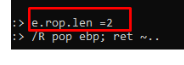 :> e.rop.len =2
:> /R pop ebp; ret ~..